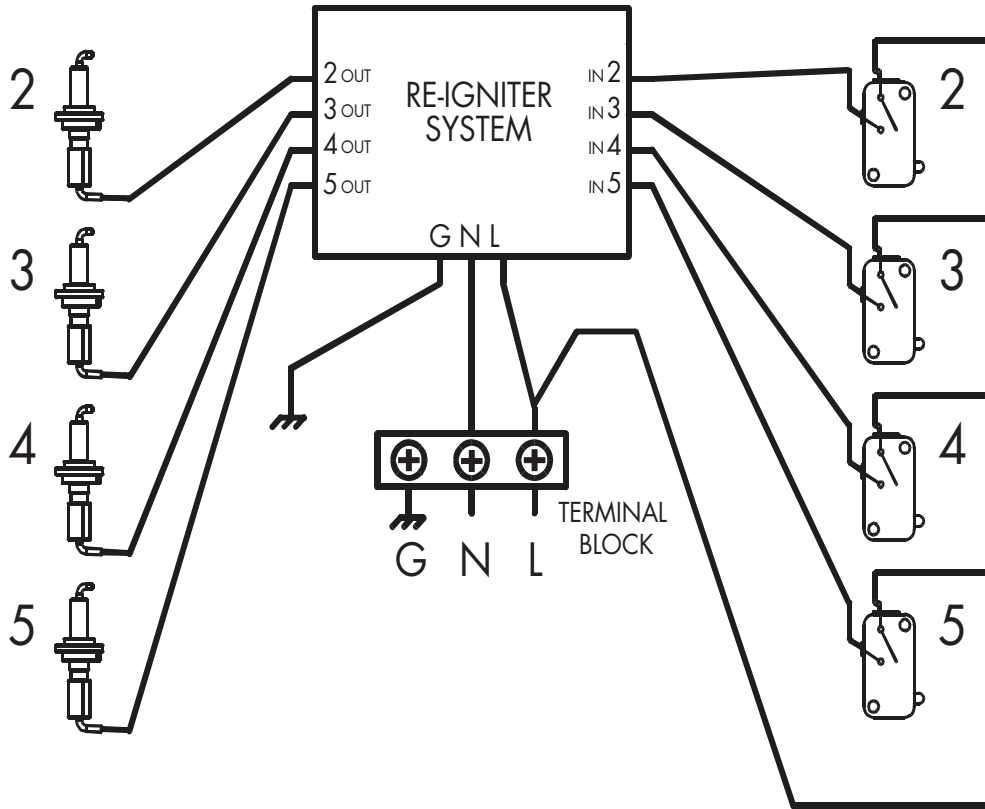 RE-IGNITER
SYSTEM
2 OUT
3 OUT
4 OUT
5 OUT
IN 2
IN 3
IN 4
IN 5
G N L
2
3
4
5
2
3
4
5
TERMINAL
BLOCK
G N L